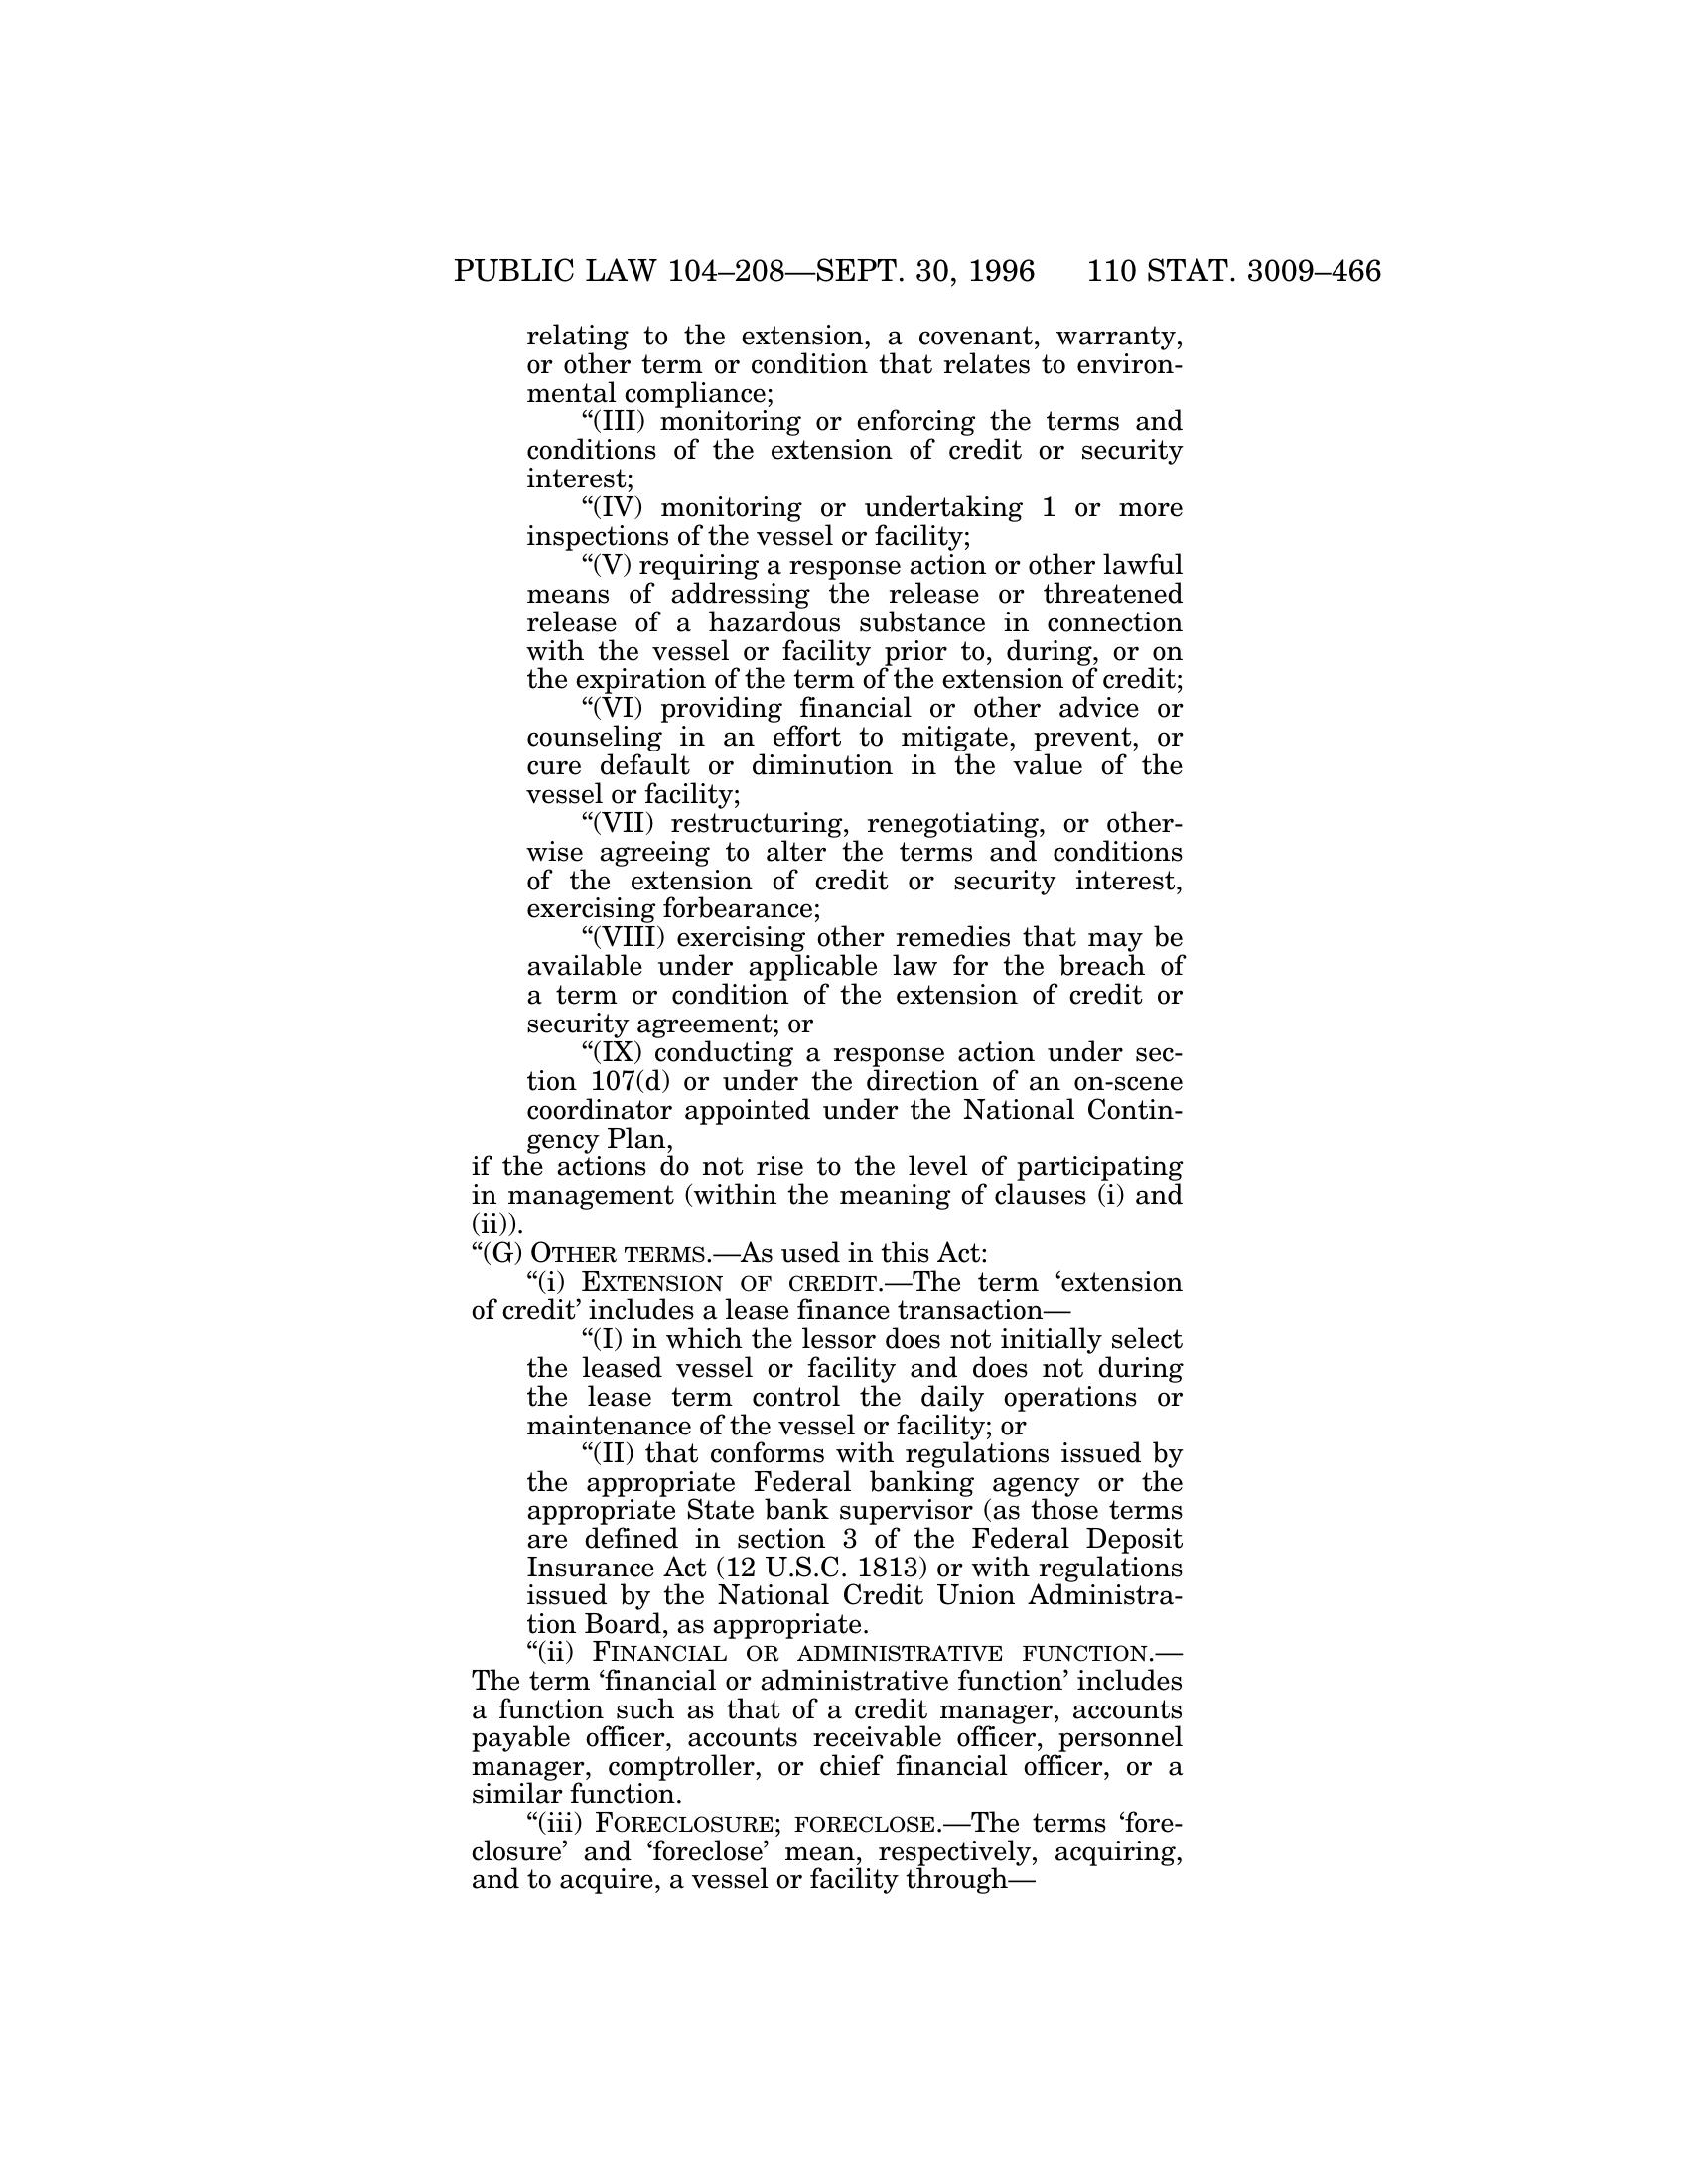 PUBLIC LAW 104–208—SEPT. 30, 1996 110 STAT. 3009–466
relating to the extension, a covenant, warranty,
or other term or condition that relates to environ-
mental compliance;
“(III) monitoring or enforcing the terms and
conditions of the extension of credit or security
interest;
“(IV) monitoring or undertaking 1 or more
inspections of the vessel or facility;
“(V) requiring a response action or other lawful
means of addressing the release or threatened
release of a hazardous substance in connection
with the vessel or facility prior to, during, or on
the expiration of the term of the extension of credit;
“(VI) providing financial or other advice or
counseling in an effort to mitigate, prevent, or
cure default or diminution in the value of the
vessel or facility;
“(VII) restructuring, renegotiating, or other-
wise agreeing to alter the terms and conditions
of the extension of credit or security interest,
exercising forbearance;
“(VIII) exercising other remedies that may be
available under applicable law for the breach of
a term or condition of the extension of credit or
security agreement; or
“(IX) conducting a response action under sec-
tion 107(d) or under the direction of an on-scene
coordinator appointed under the National Contin-
gency Plan,
if the actions do not rise to the level of participating
in management (within the meaning of clauses (i) and
(ii)).
“(G) OTHER TERMS.—As used in this Act:
“(i) EXTENSION OF CREDIT.—The term ‘extension
of credit’ includes a lease finance transaction—
“(I) in which the lessor does not initially select
the leased vessel or facility and does not during
the lease term control the daily operations or
maintenance of the vessel or facility; or
“(II) that conforms with regulations issued by
the appropriate Federal banking agency or the
appropriate State bank supervisor (as those terms
are defined in section 3 of the Federal Deposit
Insurance Act (12 U.S.C. 1813) or with regulations
issued by the National Credit Union Administra-
tion Board, as appropriate.
“(ii) FINANCIAL OR ADMINISTRATIVE FUNCTION.—
The term ‘financial or administrative function’ includes
a function such as that of a credit manager, accounts
payable officer, accounts receivable officer, personnel
manager, comptroller, or chief financial officer, or a
similar function.
“(iii) FORECLOSURE; FORECLOSE.—The terms ‘fore-
closure’ and ‘foreclose’ mean, respectively, acquiring,
and to acquire, a vessel or facility through—